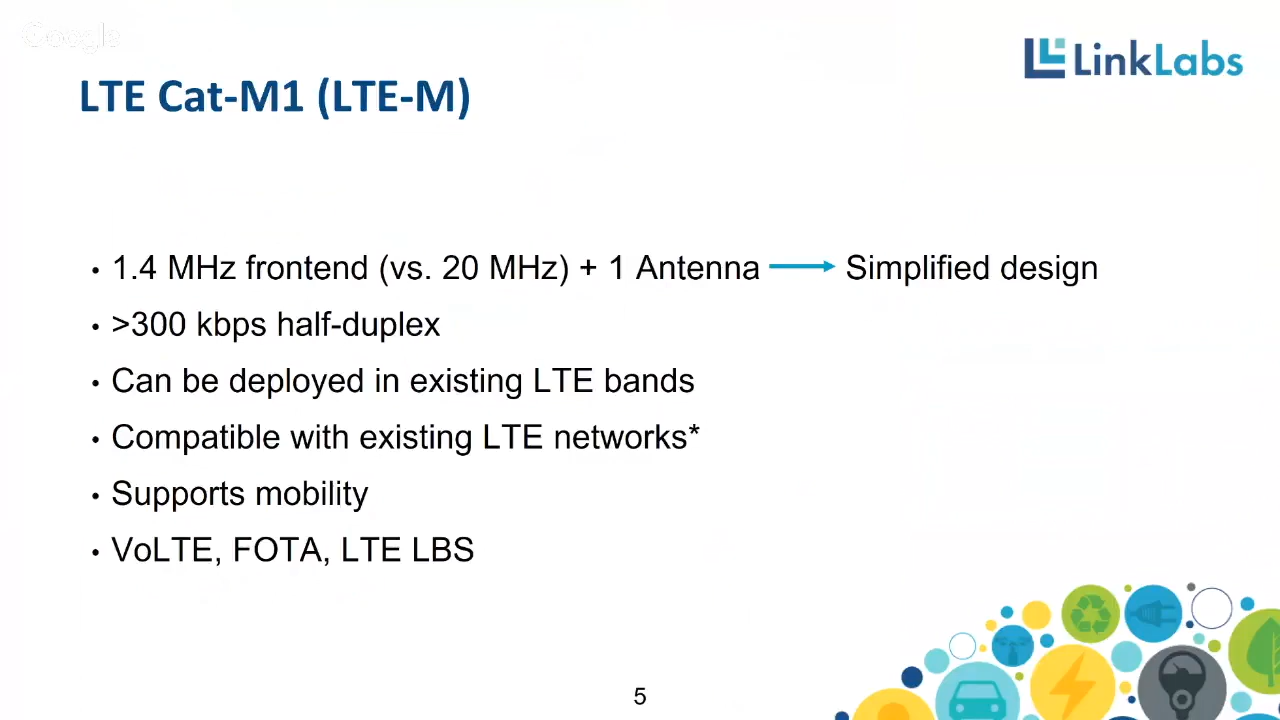 Google
LinkLabs
LTE Cat-M1 (LTE-M)
• 1.4 MHz frontend (vs. 20 MHz) + 1 Antenna → Simplified design
• >300 kbps half-duplex
• Can be deployed in existing LTE bands
• Compatible with existing LTE networks*
• Supports mobility
• VoLTE, FOTA, LTE LBS
5